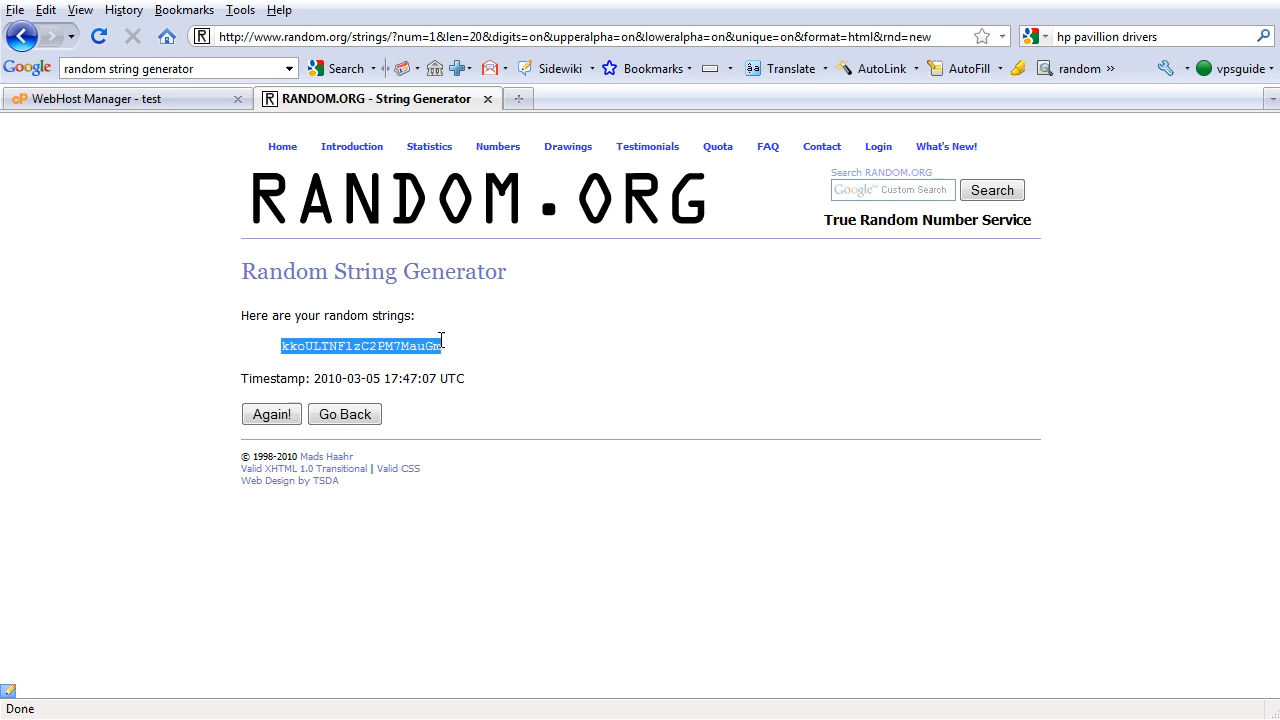 File Edit View History Bookmarks Tools Help
http://www.random.org/strings/?num=1&len=20&digits=on&upperalpha=on&loweralpha=on&unique=on&format=html&rnd=new
hp pavillion drivers
Google random string generator Search Sidewiki Bookmarks Translate AutoLink AutoFill random » vpsguide
WebHost Manager - test
RANDOM.ORG - String Generator
Home Introduction Statistics Numbers Drawings Testimonials Quota FAQ Contact Login What's New!
RANDOM.ORG
Search RANDOM.ORG
Google™ Custom Search Search
True Random Number Service
Random String Generator
Here are your random strings:
Timestamp: 2010-03-05 17:47:07 UTC
Again! Go Back
© 1998-2010 Mads Haahr
Valid XHTML 1.0 Transitional | Valid CSS
Web Design by TSDA
Done